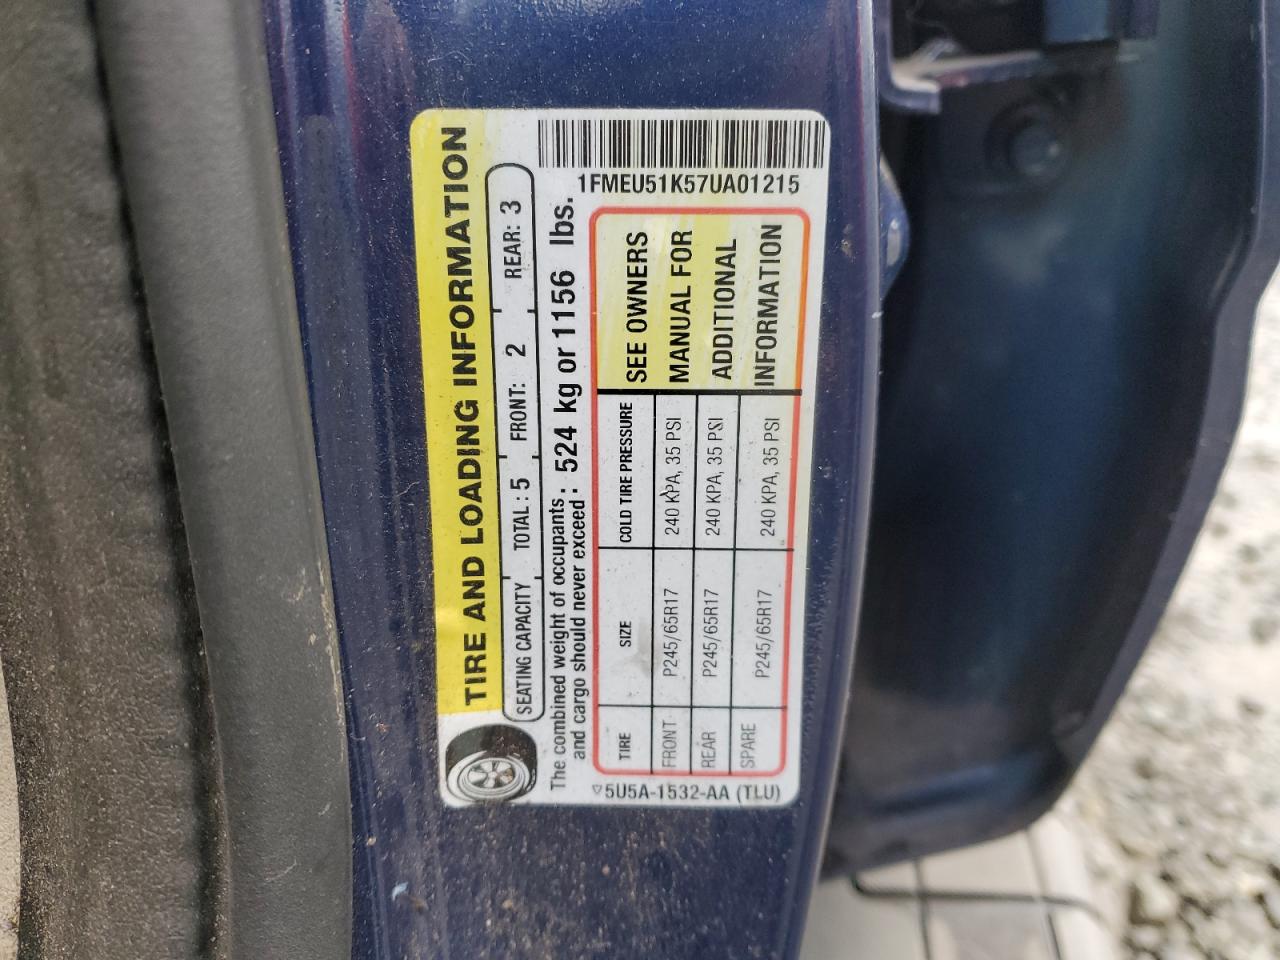 TIRE AND LOADING INFORMATION
SEATING CAPACITY TOTAL : 5 FRONT: 2 REAR: 3
The combined weight of occupants : 524 kg or 1156 lbs.
and cargo should never exceed :
TIRE SIZE COLD TIRE PRESSURE SEE OWNERS
FRONT P245/65R17 240 KPA, 35 PSI MANUAL FOR
REAR P245/65R17 240 KPA, 35 PSI ADDITIONAL
SPARE P245/65R17 240 KPA, 35 PSI INFORMATION
5U5A-1532-AA (TLU)
1FMEU51K57UA01215